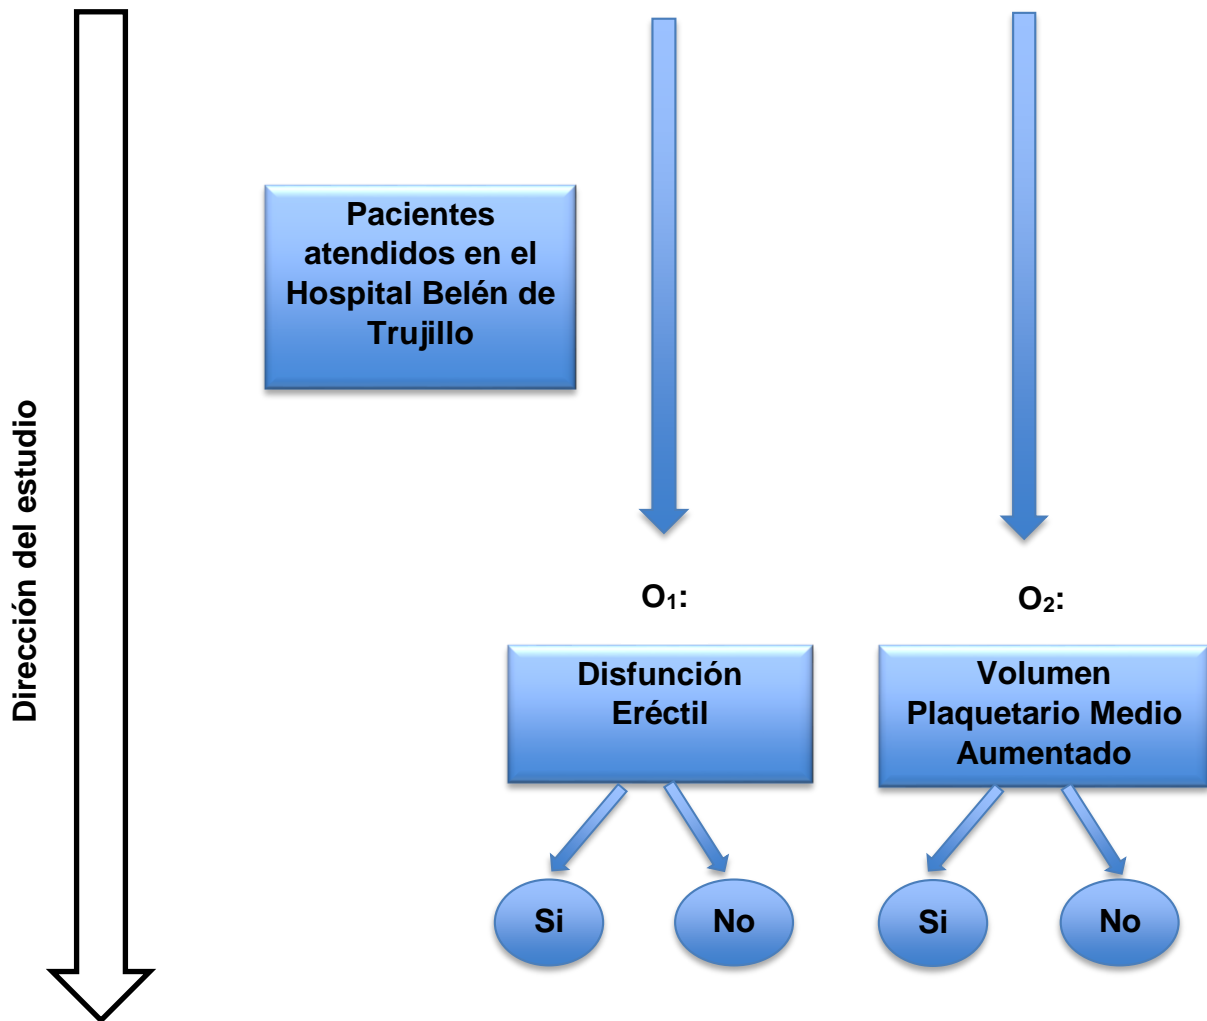 Dirección del estudio
Pacientes
atendidos en el
Hospital Belén de
Trujillo
O₁:
Disfunción
Eréctil
Si
No
O₂:
Volumen
Plaquetario Medio
Aumentado
Si
No